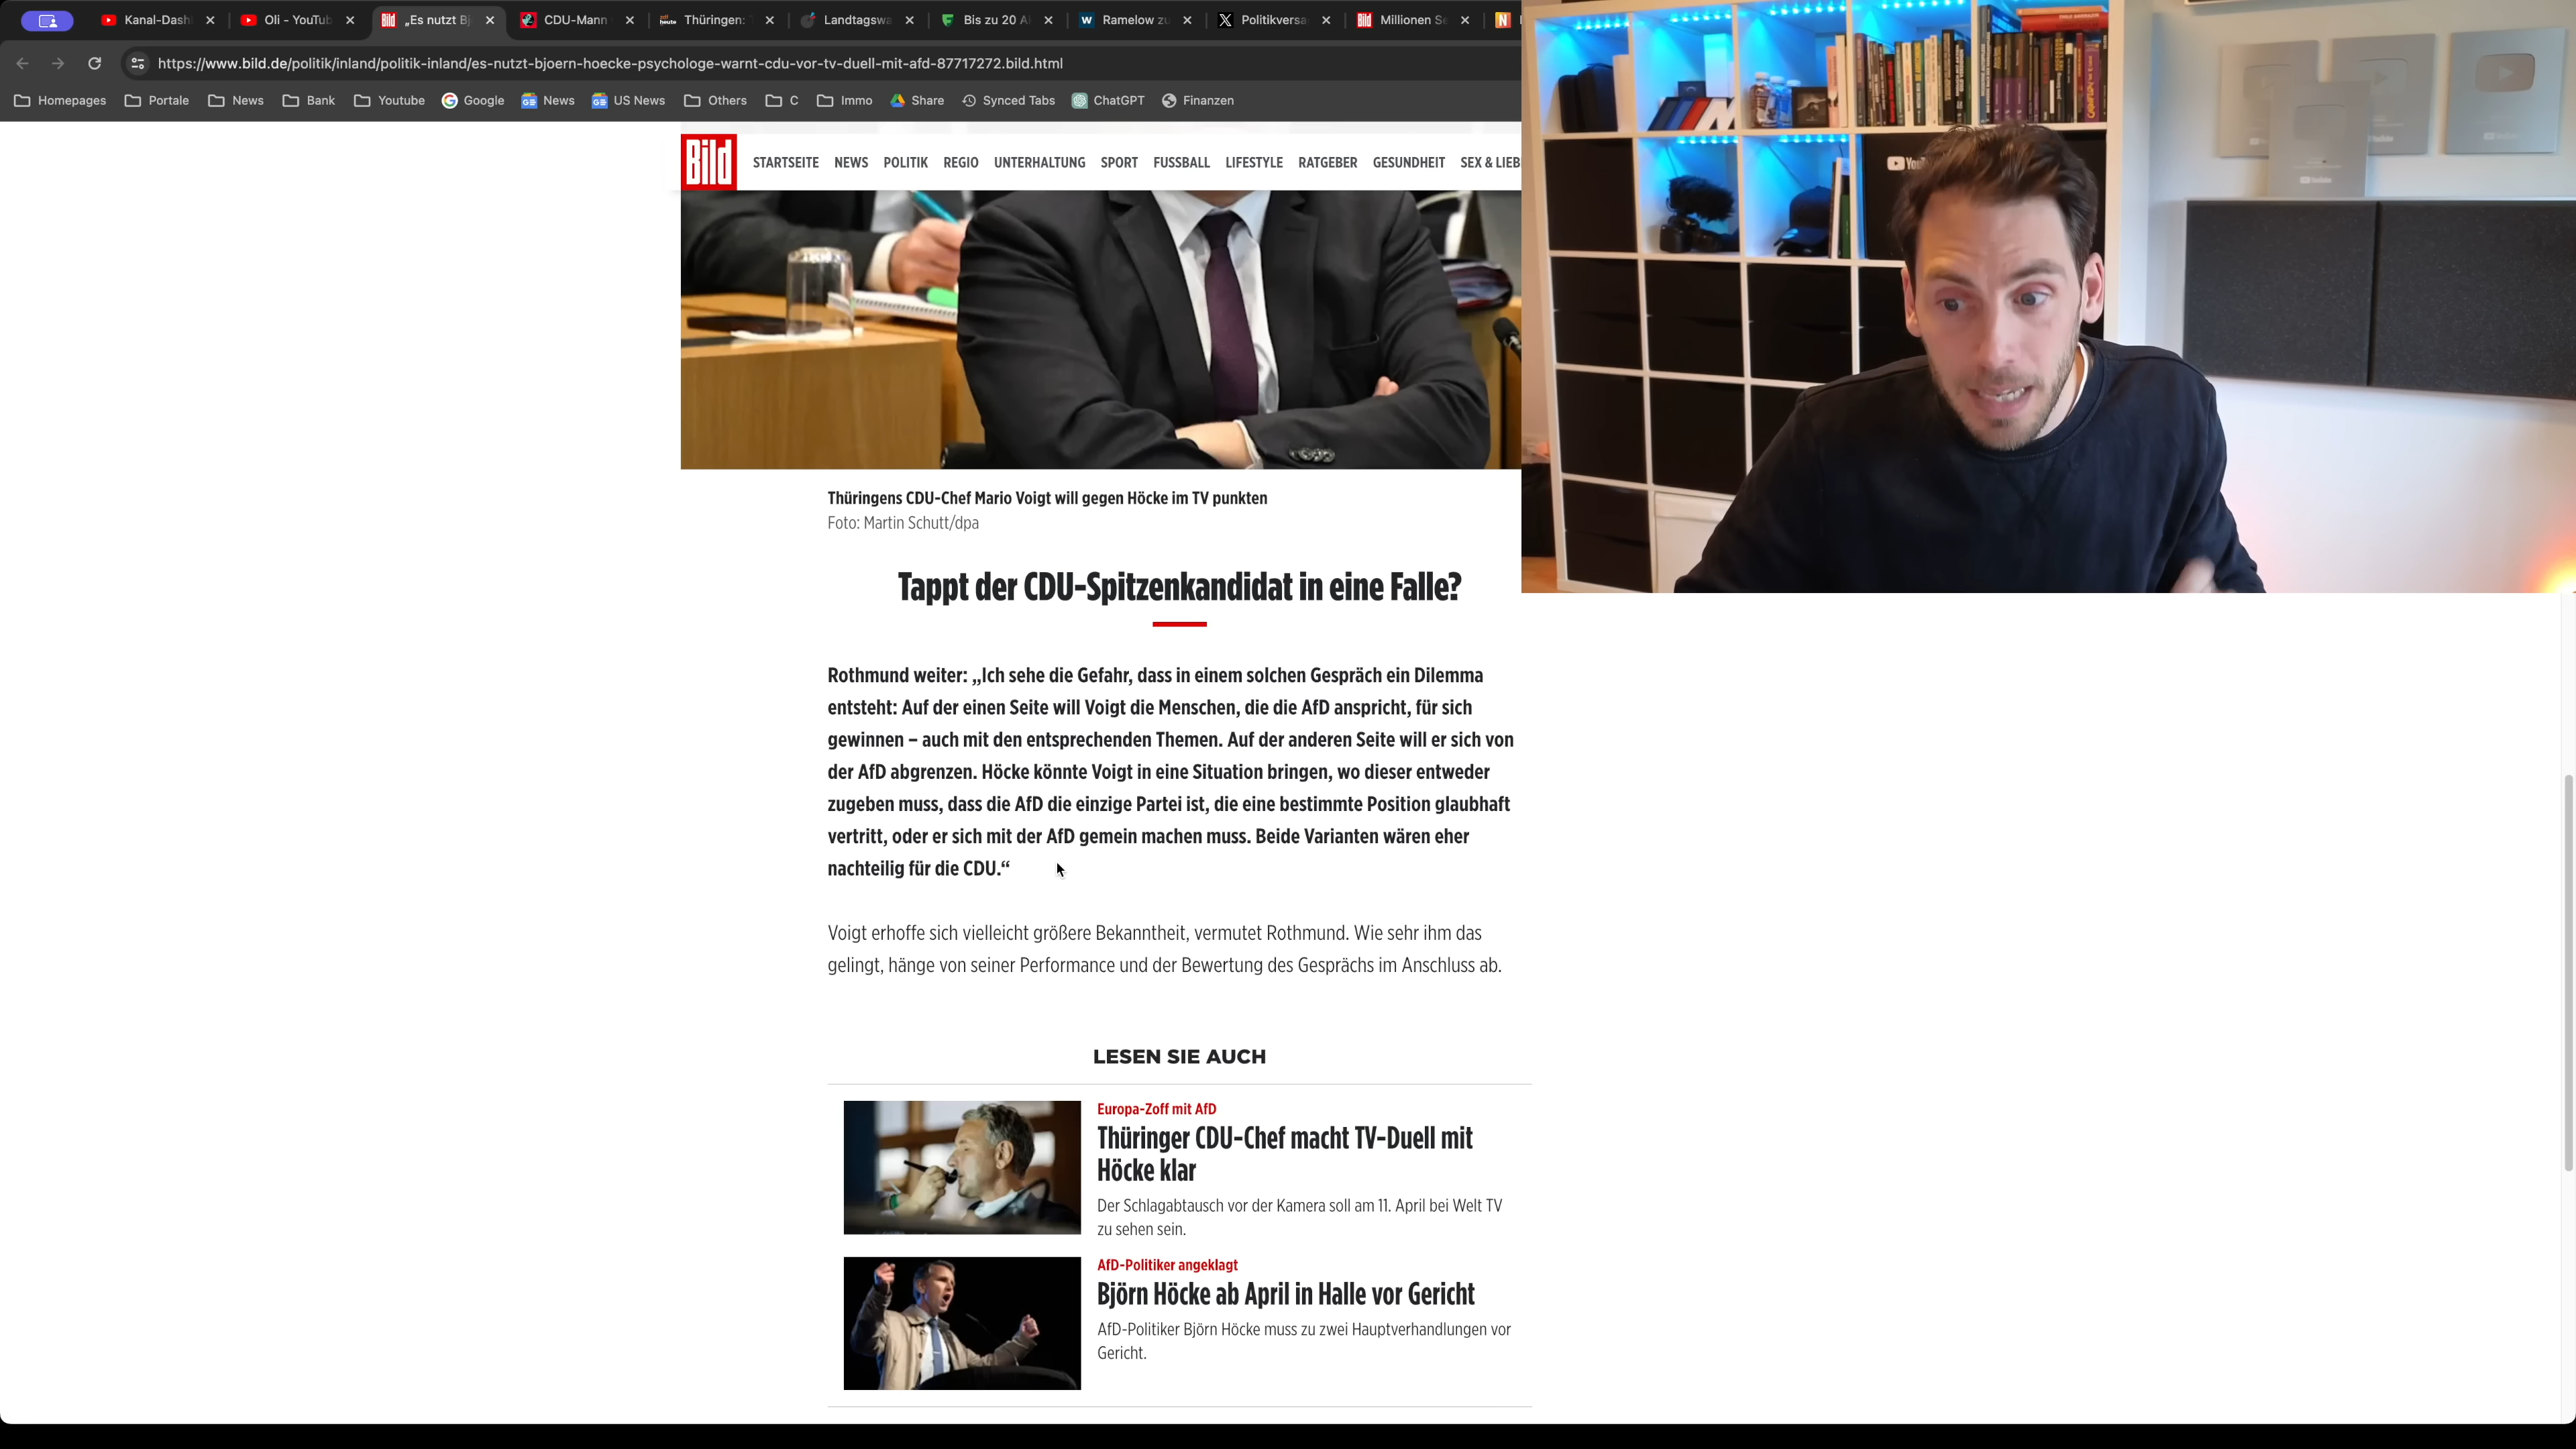 Kanal-Dash
Oli - YouTub
„Es nutzt Bj
CDU-Mann
Thüringen:
Landtagswa
Bis zu 20 A
Ramelow zu
Politikversa
Millionen S
https://www.bild.de/politik/inland/politik-inland/es-nutzt-bjoern-hoecke-psychologe-warnt-cdu-vor-tv-duell-mit-afd-87717272.bild.html
Homepages Portale News Bank Youtube Google News US News Others C Immo Share Synced Tabs ChatGPT Finanzen
Bild STARTSEITE NEWS POLITIK REGIO UNTERHALTUNG SPORT FUSSBALL LIFESTYLE RATGEBER GESUNDHEIT SEX & LIEB
Thüringens CDU-Chef Mario Voigt will gegen Höcke im TV punkten
Foto: Martin Schutt/dpa
Tappt der CDU-Spitzenkandidat in eine Falle?
Rothmund weiter: „Ich sehe die Gefahr, dass in einem solchen Gespräch ein Dilemma
entsteht: Auf der einen Seite will Voigt die Menschen, die die AfD anspricht, für sich
gewinnen – auch mit den entsprechenden Themen. Auf der anderen Seite will er sich von
der AfD abgrenzen. Höcke könnte Voigt in eine Situation bringen, wo dieser entweder
zugeben muss, dass die AfD die einzige Partei ist, die eine bestimmte Position glaubhaft
vertritt, oder er sich mit der AfD gemein machen muss. Beide Varianten wären eher
nachteilig für die CDU.“
Voigt erhoffe sich vielleicht größere Bekanntheit, vermutet Rothmund. Wie sehr ihm das
gelingt, hänge von seiner Performance und der Bewertung des Gesprächs im Anschluss ab.
LESEN SIE AUCH
Europa-Zoff mit AfD
Thüringer CDU-Chef macht TV-Duell mit
Höcke klar
Der Schlagabtausch vor der Kamera soll am 11. April bei Welt TV
zu sehen sein.
AfD-Politiker angeklagt
Björn Höcke ab April in Halle vor Gericht
AfD-Politiker Björn Höcke muss zu zwei Hauptverhandlungen vor
Gericht.